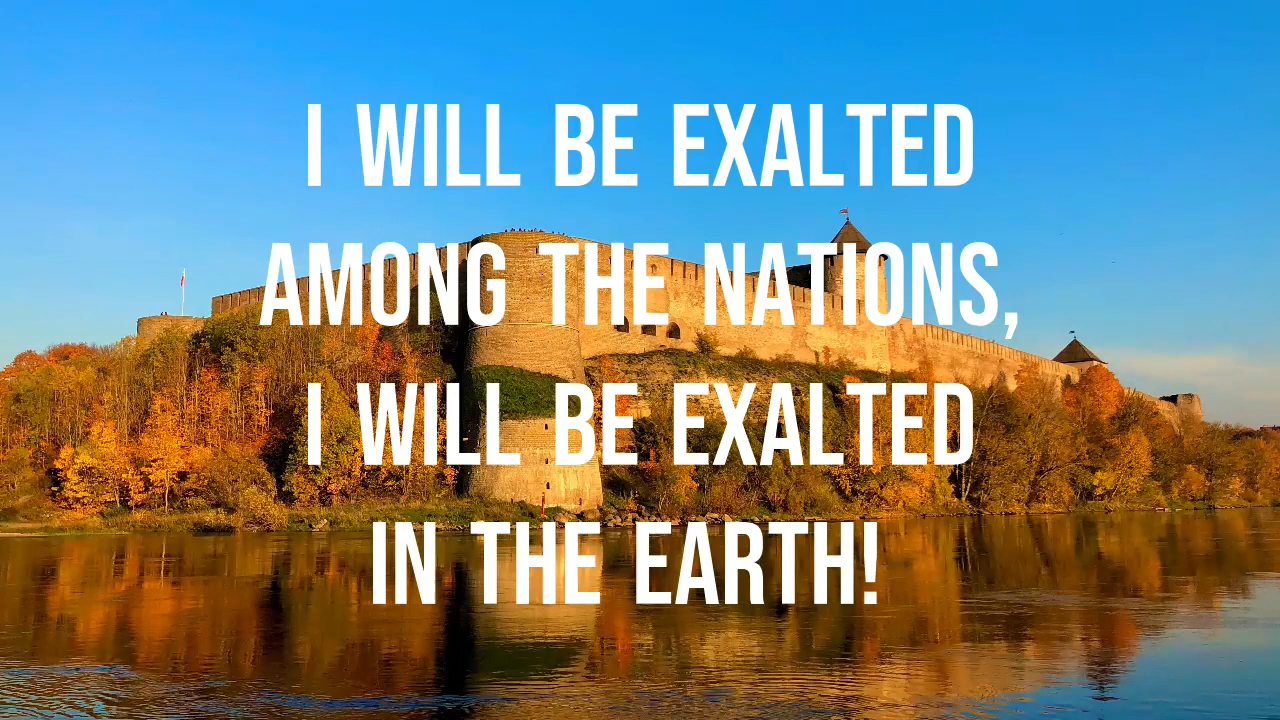 I WILL BE EXALTED
AMONG THE NATIONS,
I WILL BE EXALTED
IN THE EARTH!